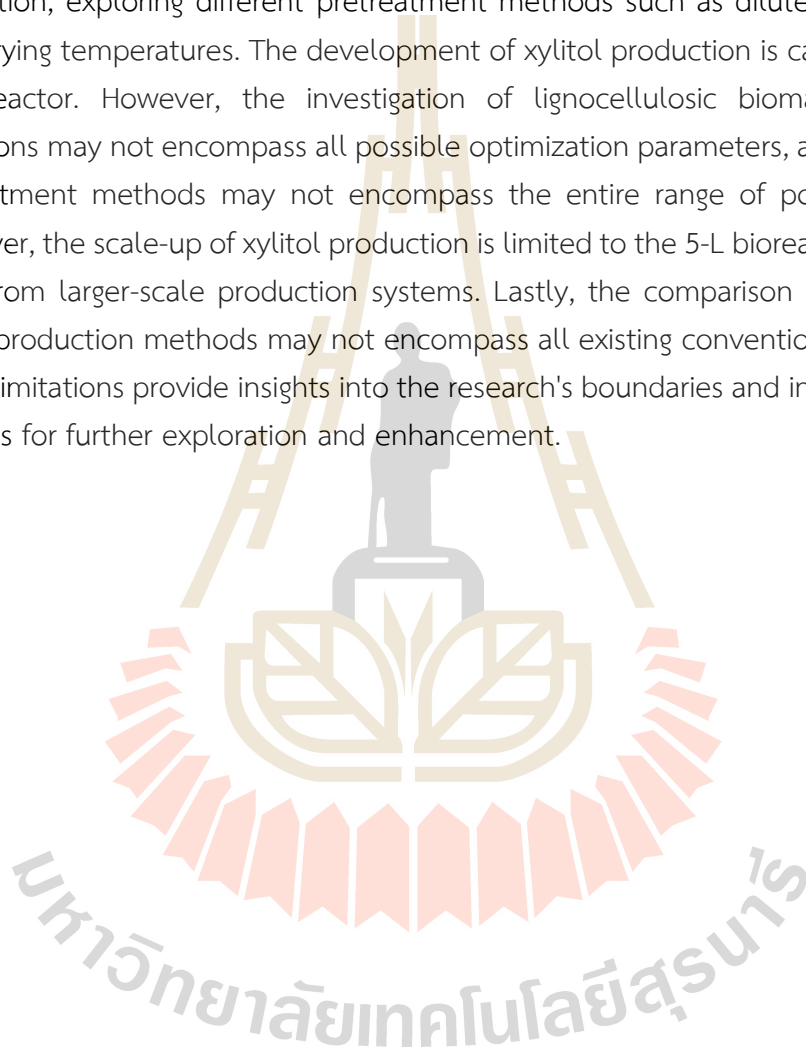 tion, exploring different pretreatment methods such as dilute
rying temperatures. The development of xylitol production is ca
eactor. However, the investigation of lignocellulosic bioma
ons may not encompass all possible optimization parameters, a
tment methods may not encompass the entire range of po
ver, the scale-up of xylitol production is limited to the 5-L biorea
rom larger-scale production systems. Lastly, the comparison
production methods may not encompass all existing conventio
limitations provide insights into the research's boundaries and in
s for further exploration and enhancement.
มหาวิทยาลัยเทคโนโลยีสุรนารี